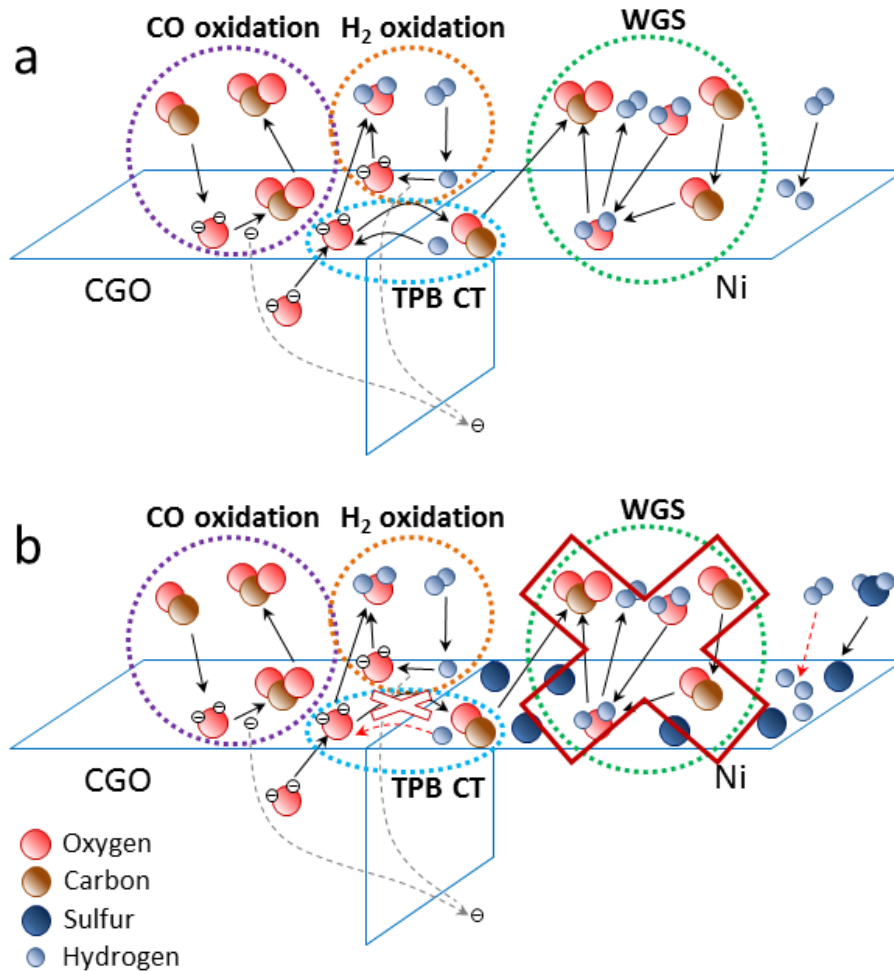 a
CO oxidation
H₂ oxidation
WGS
CGO
TPB CT
Ni
b
CO oxidation
H₂ oxidation
WGS
CGO
TPB CT
Ni
Oxygen
Carbon
Sulfur
Hydrogen